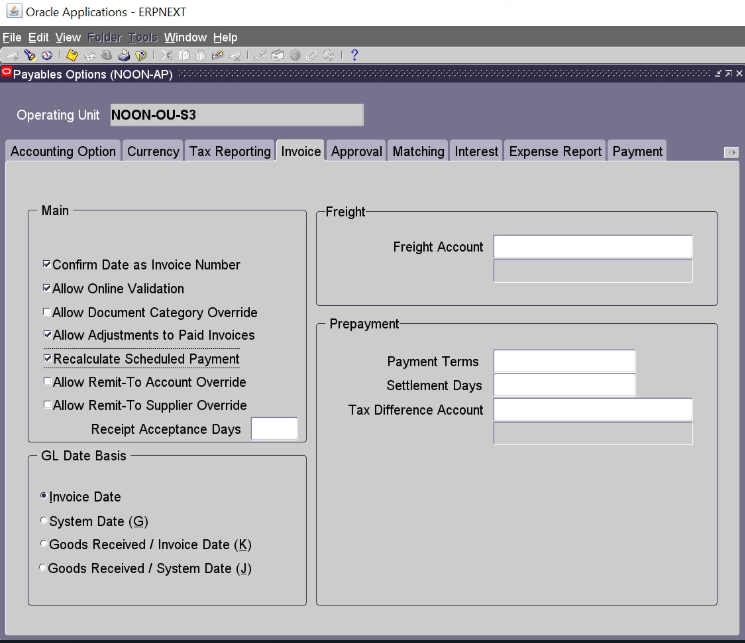 Oracle Applications - ERPNEXT
File Edit View Folder Tools Window Help
Payables Options (NOON-AP)
Operating Unit NOON-OU-S3
Accounting Option Currency Tax Reporting Invoice Approval Matching Interest Expense Report Payment
Main
Confirm Date as Invoice Number
Allow Online Validation
Allow Document Category Override
Allow Adjustments to Paid Invoices
Recalculate Scheduled Payment
Allow Remit-To Account Override
Allow Remit-To Supplier Override
Receipt Acceptance Days
GL Date Basis
Invoice Date
System Date (G)
Goods Received / Invoice Date (K)
Goods Received / System Date (J)
Freight
Freight Account
Prepayment
Payment Terms
Settlement Days
Tax Difference Account